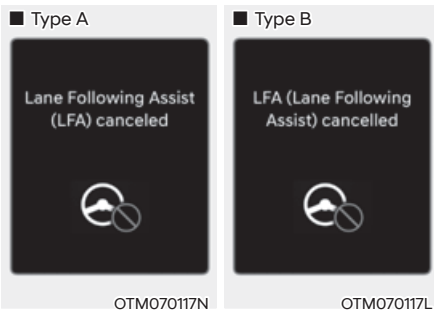 ■ Type A
Lane Following Assist
(LFA) canceled
OTM070117N
■ Type B
LFA (Lane Following
Assist) cancelled
OTM070117L